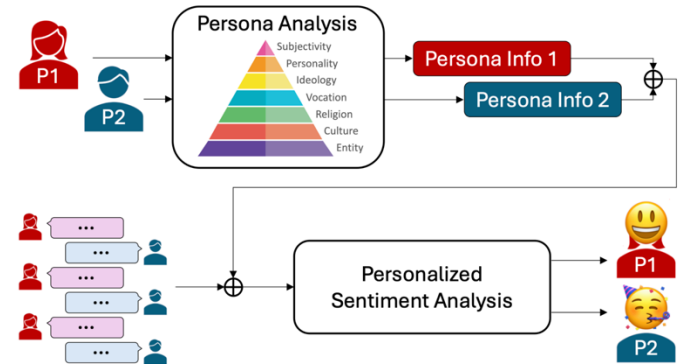 Persona Analysis
P1
P2
Subjectivity
Personality
Ideology
Vocation
Religion
Culture
Entity
Persona Info 1
Persona Info 2
...
...
...
...
...
...
Personalized
Sentiment Analysis
P1
P2